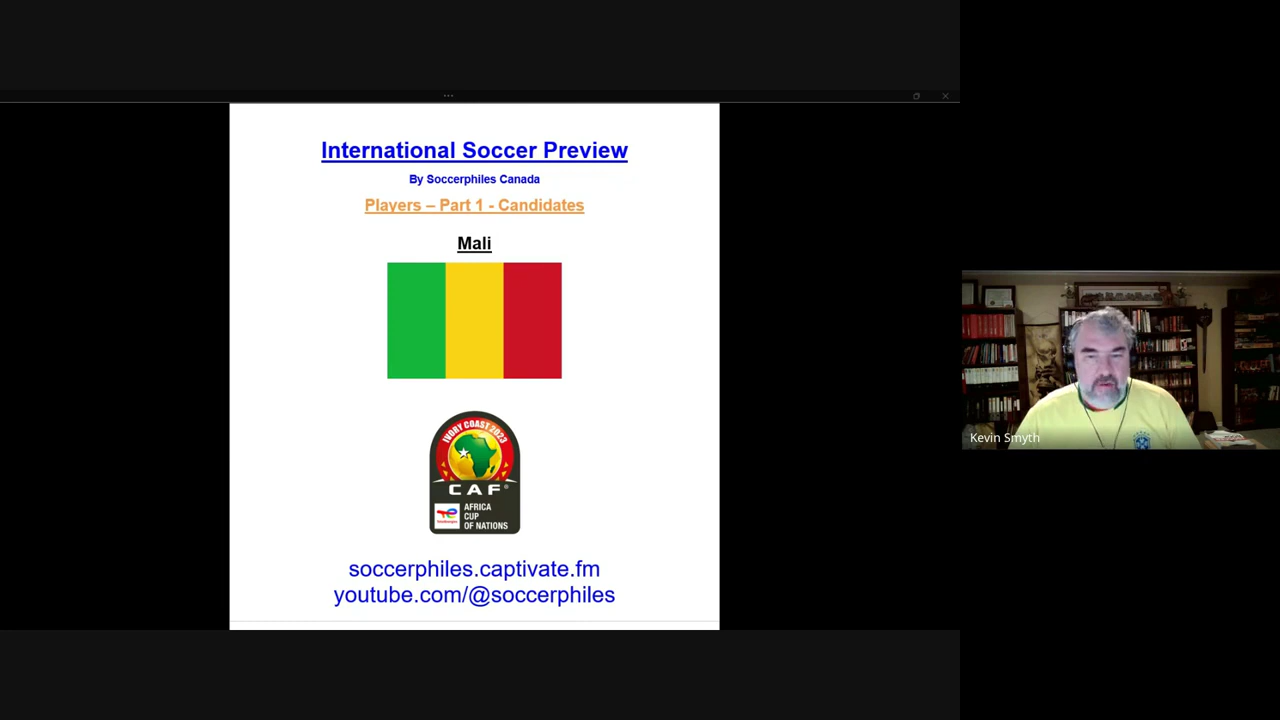 International Soccer Preview
By Soccerphiles Canada
Players – Part 1 - Candidates
Mali
IVORY COAST 2023
CAF
TotalEnergies
AFRICA
CUP
OF NATIONS
soccerphiles.captivate.fm
youtube.com/@soccerphiles
Kevin Smyth